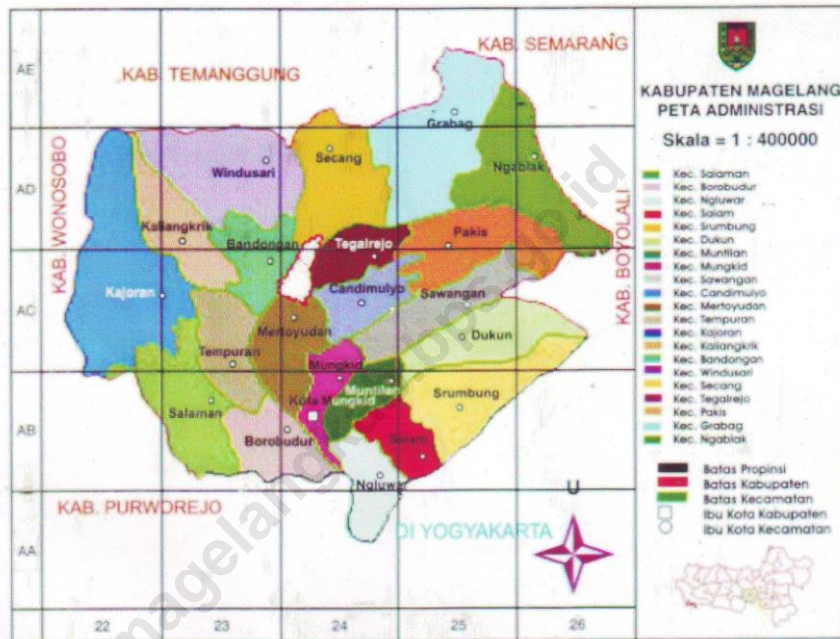 KAB. SEMARANG
KAB. TEMANGGUNG
KAB. WONOSOBO
KAB. BOYOLALI
KAB. PURWOREJO
DI YOGYAKARTA
AE
AD
AC
AB
AA
22
23
24
25
26
Grabag
Secang
Windusari
Ngablak
Kaliangkrik
Bandongan
Tegalrejo
Pakis
Kajoran
Candimulyo
Sawangan
Mertoyudan
Dukun
Tempuran
Mungkid
Muntilan
Kota Mungkid
Salaman
Srumbung
Borobudur
Salam
Ngluwar
U
KABUPATEN MAGELANG
PETA ADMINISTRASI
Skala = 1 : 400000
Kec. Salaman
Kec. Borobudur
Kec. Ngluwar
Kec. Salam
Kec. Srumbung
Kec. Dukun
Kec. Muntilan
Kec. Mungkid
Kec. Sawangan
Kec. Candimulyo
Kec. Mertoyudan
Kec. Tempuran
Kec. Kajoran
Kec. Kaliangkrik
Kec. Bandongan
Kec. Windusari
Kec. Secang
Kec. Tegalrejo
Kec. Pakis
Kec. Grabag
Kec. Ngablak
Batas Propinsi
Batas Kabupaten
Batas Kecamatan
Ibu Kota Kabupaten
Ibu Kota Kecamatan